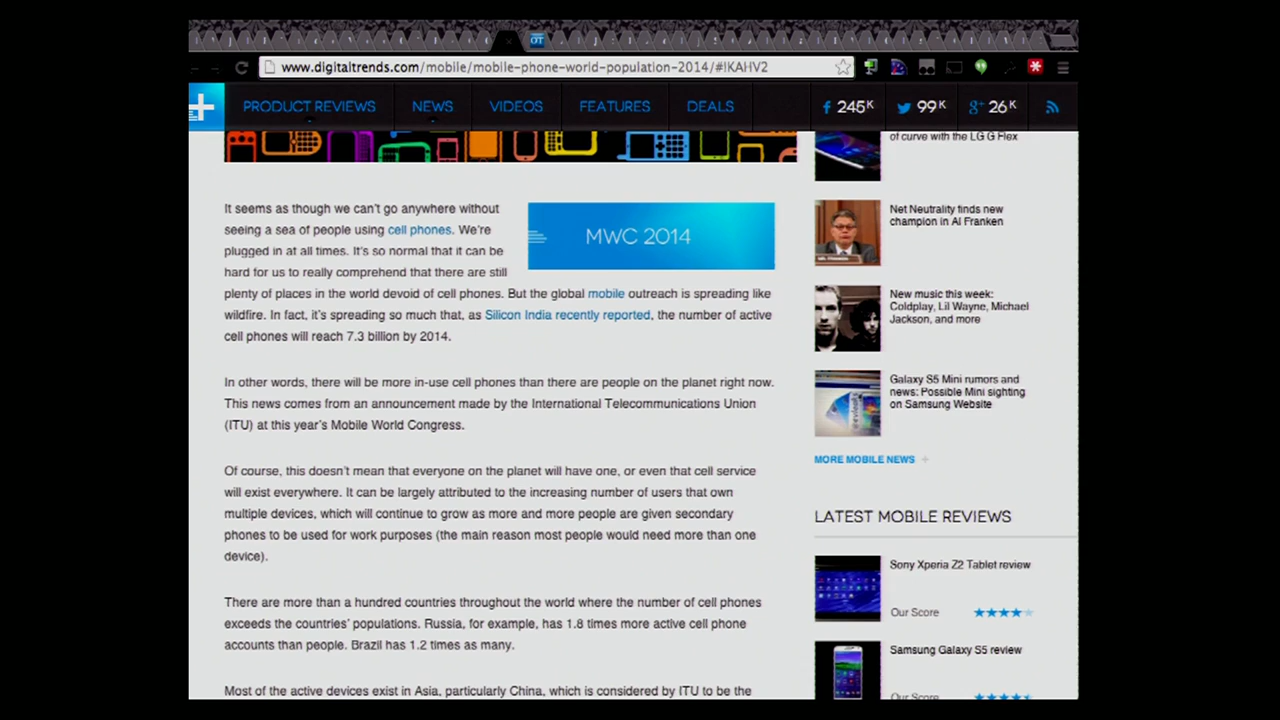 OT
www.digitaltrends.com/mobile/mobile-phone-world-population-2014/#!KAHV2
PRODUCT REVIEWS
NEWS
VIDEOS
FEATURES
DEALS
245K
99K
26K
It seems as though we can't go anywhere without
seeing a sea of people using cell phones. We're
plugged in at all times. It's so normal that it can be
hard for us to really comprehend that there are still
plenty of places in the world devoid of cell phones. But the global mobile outreach is spreading like
wildfire. In fact, it's spreading so much that, as Silicon India recently reported, the number of active
cell phones will reach 7.3 billion by 2014.
MWC 2014
In other words, there will be more in-use cell phones than there are people on the planet right now.
This news comes from an announcement made by the International Telecommunications Union
(ITU) at this year's Mobile World Congress.
Of course, this doesn't mean that everyone on the planet will have one, or even that cell service
will exist everywhere. It can be largely attributed to the increasing number of users that own
multiple devices, which will continue to grow as more and more people are given secondary
phones to be used for work purposes (the main reason most people would need more than one
device).
There are more than a hundred countries throughout the world where the number of cell phones
exceeds the countries' populations. Russia, for example, has 1.8 times more active cell phone
accounts than people. Brazil has 1.2 times as many.
Most of the active devices exist in Asia, particularly China, which is considered by ITU to be the
of curve with the LG G Flex
Net Neutrality finds new
champion in Al Franken
New music this week:
Coldplay, Lil Wayne, Michael
Jackson, and more
Galaxy S5 Mini rumors and
news: Possible Mini sighting
on Samsung Website
MORE MOBILE NEWS +
LATEST MOBILE REVIEWS
Sony Xperia Z2 Tablet review
Our Score
Samsung Galaxy S5 review
Our Score